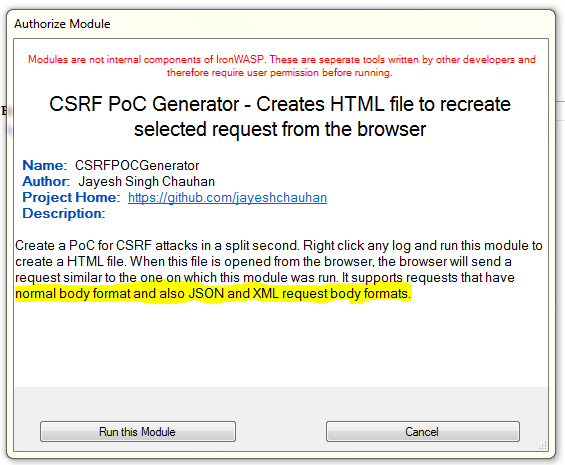 Authorize Module
Modules are not internal components of IronWASP. These are seperate tools written by other developers and
therefore require user permission before running.
CSRF PoC Generator - Creates HTML file to recreate
selected request from the browser
Name: CSRFPOCGenerator
Author: Jayesh Singh Chauhan
Project Home: https://github.com/jayeshchauhan
Description:
Create a PoC for CSRF attacks in a split second. Right click any log and run this module to
create a HTML file. When this file is opened from the browser, the browser will send a
request similar to the one on which this module was run. It supports requests that have
normal body format and also JSON and XML request body formats.
Run this Module
Cancel